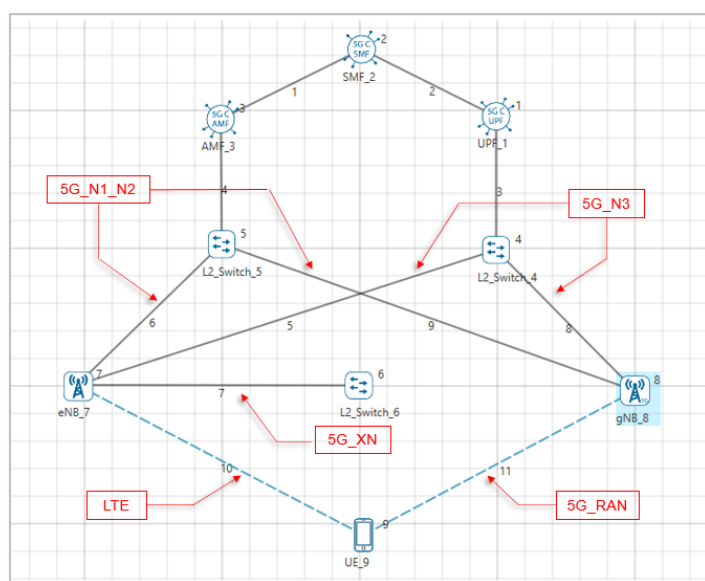 2
5G C
SMF
SMF_2
1
2
3
5G C
AMF
AMF_3
1
5G C
UPF
UPF_1
5G_N1_N2
4
3
5G_N3
5
L2_Switch_5
4
L2_Switch_4
6
5
9
8
7
eNB_7
7
6
L2_Switch_6
8
gNB_8
5G_XN
10
11
LTE
5G_RAN
9
UE_9